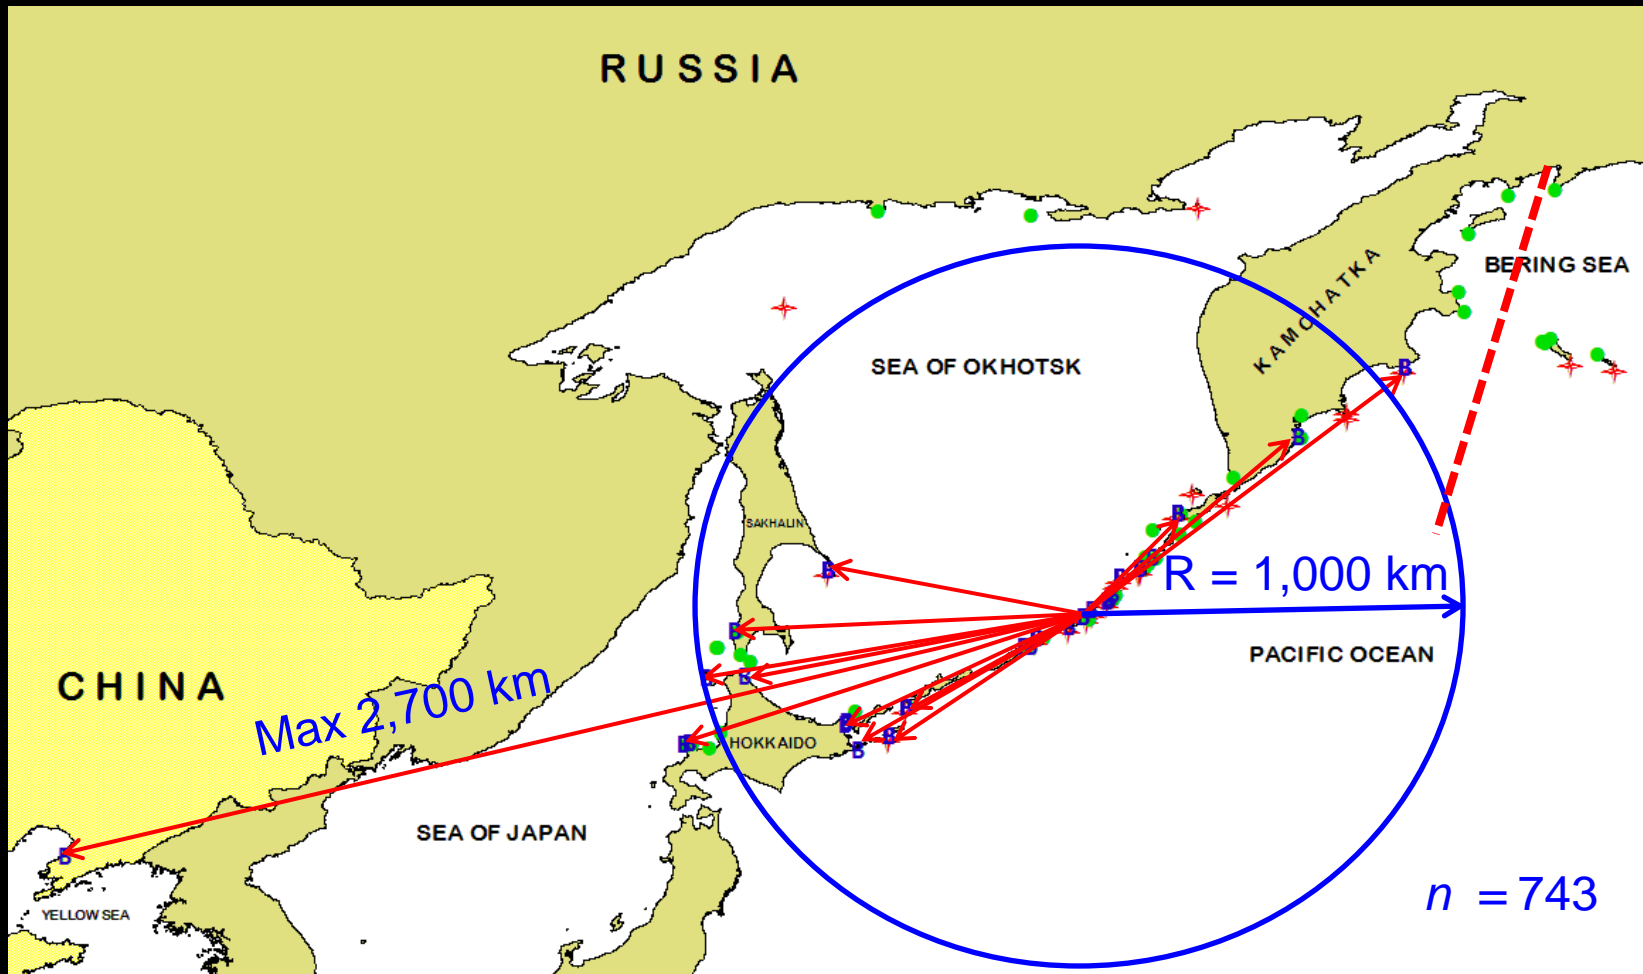 RUSSIA
BERING SEA
KAMCHATKA
SEA OF OKHOTSK
B
B
B
SAKHALIN
B
B
R = 1,000 km
B
PACIFIC OCEAN
B
B
CHINA
Max 2,700 km
B
B
B
B
HOKKAIDO
B
SEA OF JAPAN
B
n = 743
YELLOW SEA